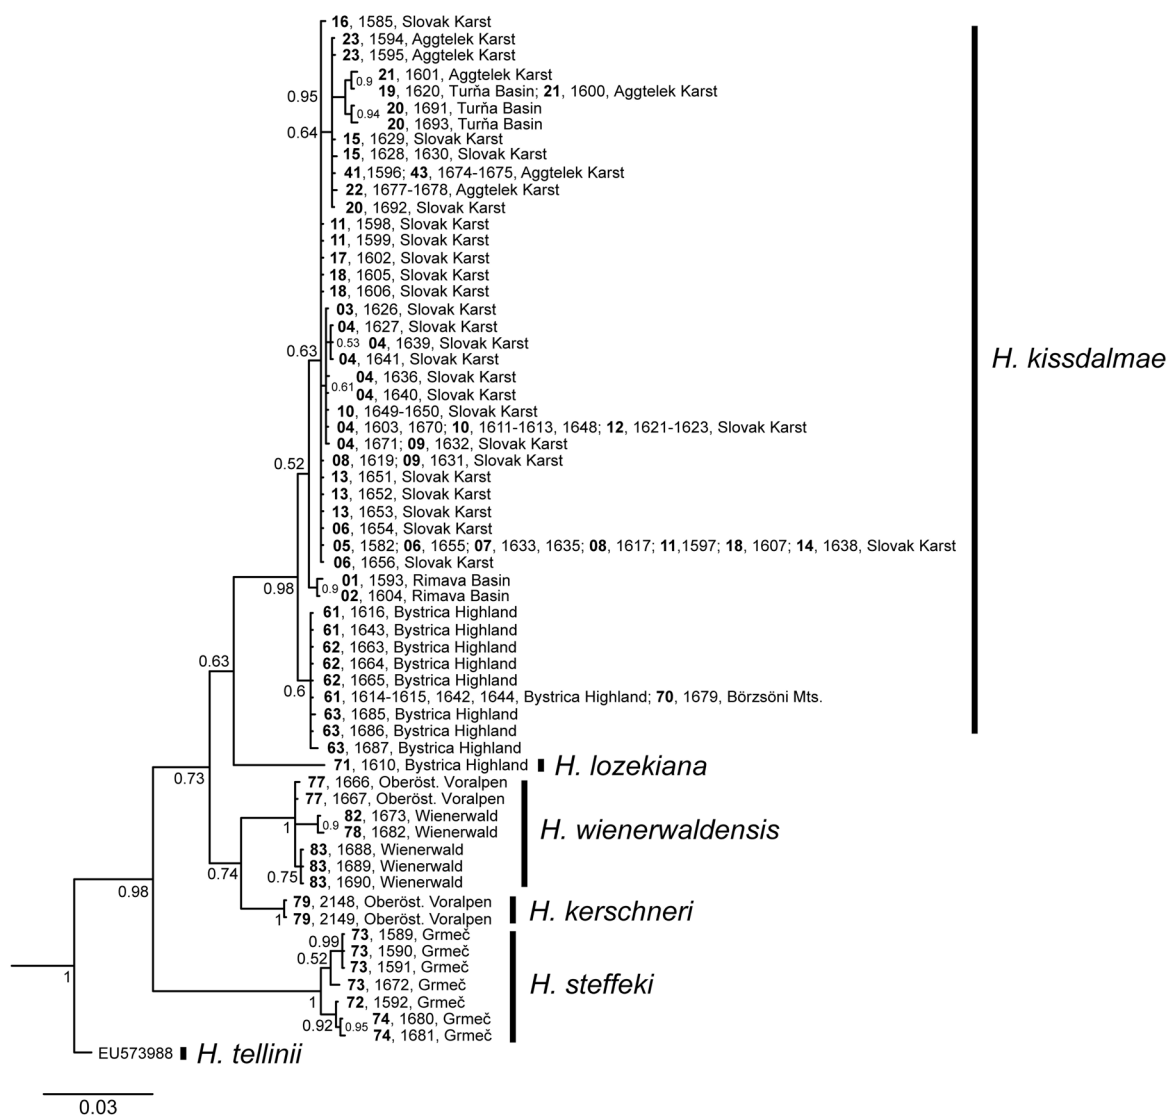 16, 1585, Slovak Karst
23, 1594, Aggtelek Karst
23, 1595, Aggtelek Karst
21, 1601, Aggtelek Karst
0.9
19, 1620, Turňa Basin; 21, 1600, Aggtelek Karst
0.95
20, 1691, Turňa Basin
0.94
20, 1693, Turňa Basin
0.64
15, 1629, Slovak Karst
15, 1628, 1630, Slovak Karst
41,1596; 43, 1674-1675, Aggtelek Karst
22, 1677-1678, Aggtelek Karst
20, 1692, Slovak Karst
11, 1598, Slovak Karst
11, 1599, Slovak Karst
17, 1602, Slovak Karst
18, 1605, Slovak Karst
18, 1606, Slovak Karst
03, 1626, Slovak Karst
04, 1627, Slovak Karst
0.53
04, 1639, Slovak Karst
0.63
04, 1641, Slovak Karst
H. kissdalmae
04, 1636, Slovak Karst
0.61
04, 1640, Slovak Karst
10, 1649-1650, Slovak Karst
04, 1603, 1670; 10, 1611-1613, 1648; 12, 1621-1623, Slovak Karst
04, 1671; 09, 1632, Slovak Karst
08, 1619; 09, 1631, Slovak Karst
0.52
13, 1651, Slovak Karst
13, 1652, Slovak Karst
13, 1653, Slovak Karst
06, 1654, Slovak Karst
05, 1582; 06, 1655; 07, 1633, 1635; 08, 1617; 11,1597; 18, 1607; 14, 1638, Slovak Karst
06, 1656, Slovak Karst
01, 1593, Rimava Basin
0.98
0.9
02, 1604, Rimava Basin
61, 1616, Bystrica Highland
61, 1643, Bystrica Highland
62, 1663, Bystrica Highland
0.63
62, 1664, Bystrica Highland
62, 1665, Bystrica Highland
0.6
61, 1614-1615, 1642, 1644, Bystrica Highland; 70, 1679, Börzsöni Mts.
63, 1685, Bystrica Highland
63, 1686, Bystrica Highland
63, 1687, Bystrica Highland
71, 1610, Bystrica Highland
H. lozekiana
0.73
77, 1666, Oberöst. Voralpen
77, 1667, Oberöst. Voralpen
82, 1673, Wienerwald
1
0.9
78, 1682, Wienerwald
H. wienerwaldensis
83, 1688, Wienerwald
83, 1689, Wienerwald
0.74
0.75
83, 1690, Wienerwald
0.98
79, 2148, Oberöst. Voralpen
H. kerschneri
1
79, 2149, Oberöst. Voralpen
73, 1589, Grmeč
0.99
73, 1590, Grmeč
0.52
73, 1591, Grmeč
1
73, 1672, Grmeč
H. steffeki
1
72, 1592, Grmeč
74, 1680, Grmeč
0.92
0.95
74, 1681, Grmeč
EU573988
H. tellinii
0.03